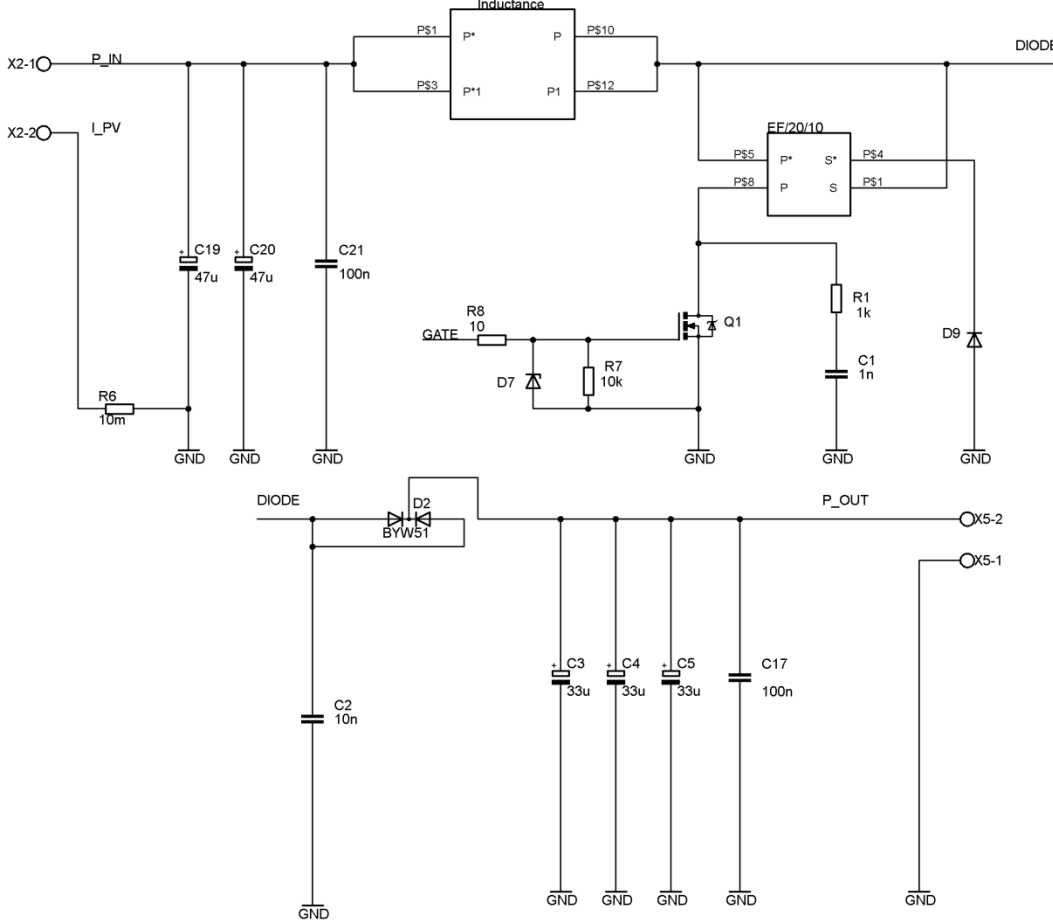 Inductance
P$1 P* P P$10
DIODE
X2-1 P_IN
P$3 P*1 P1 P$12
X2-2 I_PV
EF/20/10
P$5 P* S* P$4
P$8 P S P$1
C19 C20 C21
+ +
47u 47u 100n
R1
1k
R8
10
GATE
Q1
D9
D7
R7
10k
C1
1n
R6
10m
GND GND GND GND GND GND
DIODE D2 P_OUT
BYW51
X5-2
X5-1
+ C3 + C4 + C5 C17
33u 33u 33u 100n
C2
10n
GND GND GND GND GND
GND